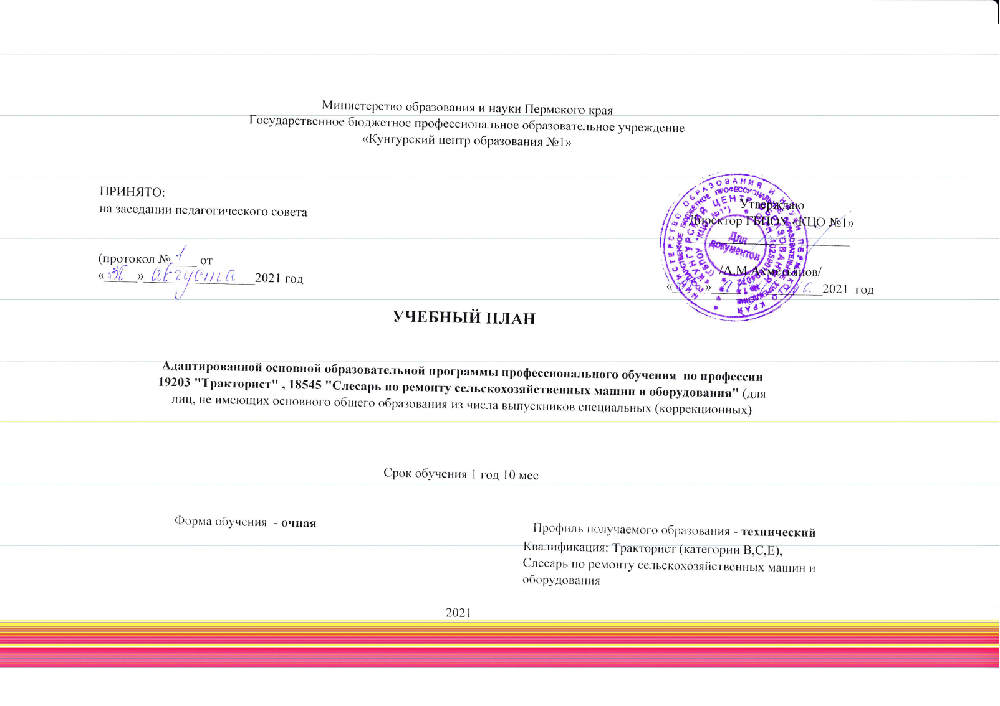 Министерство образования и науки Пермского края
Государственное бюджетное профессиональное образовательное учреждение
«Кунгурский центр образования №1»
ПРИНЯТО:
на заседании педагогического совета
(протокол № 1 от
« » августа 2021 год
Утверждаю
Директор ГБПОУ «КЦО №1»
/А.М.Ахметьянов/
« » августа 2021 год
Для
документов
УЧЕБНЫЙ ПЛАН
Адаптированной основной образовательной программы профессионального обучения по профессии
19203 "Тракторист" , 18545 "Слесарь по ремонту сельскохозяйственных машин и оборудования" (для
лиц, не имеющих основного общего образования из числа выпускников специальных (коррекционных)
Срок обучения 1 год 10 мес
Форма обучения - очная
Профиль получаемого образования - технический
Квалификация: Тракторист (категории В,С,Е),
Слесарь по ремонту сельскохозяйственных машин и
оборудования
2021